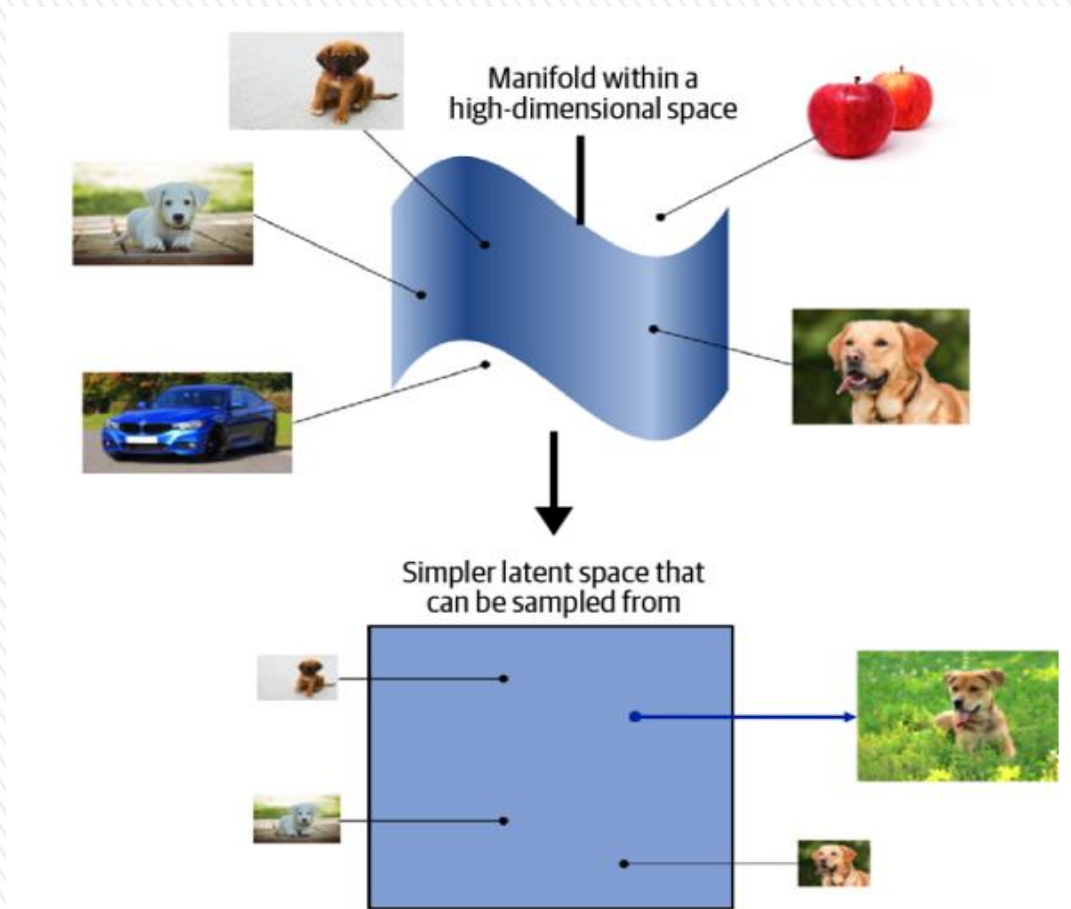 Manifold within a
high-dimensional space
Simpler latent space that
can be sampled from